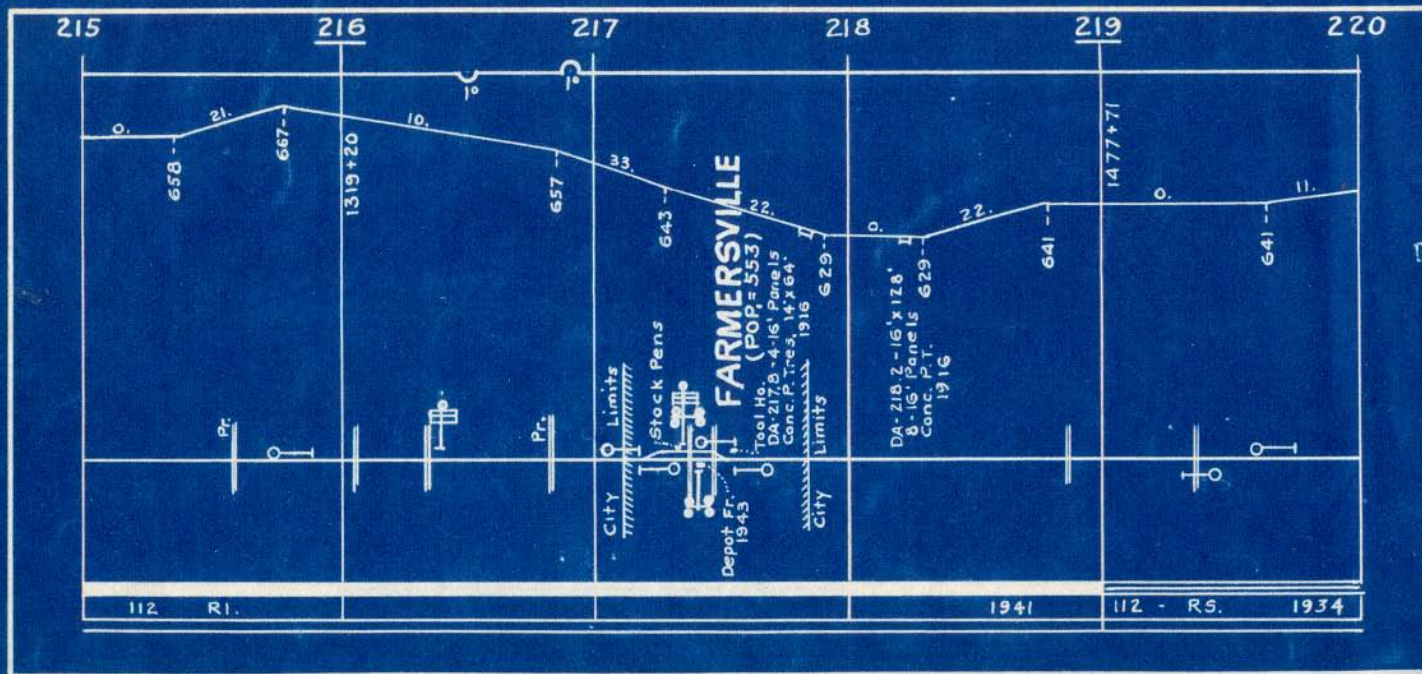 215
216
217
218
219
220
1°
1°
0.
21.
10.
33.
22.
0.
22.
0.
11.
658
667
1319+20
657
643
629
629
641
1477+71
641
FARMERSVILLE
(POP. = 553)
Tool Ho.
DA-217.8-4-16' Panels
Conc. P. Tres, 14'x64'
1916
DA-218.2-16'x128'
8-16' Panels
Conc. P.T.
1916
Pr.
Pr.
City Limits
Stock Pens
Depot Fr.
1943
City Limits
112 RI.
1941
112 - RS.
1934